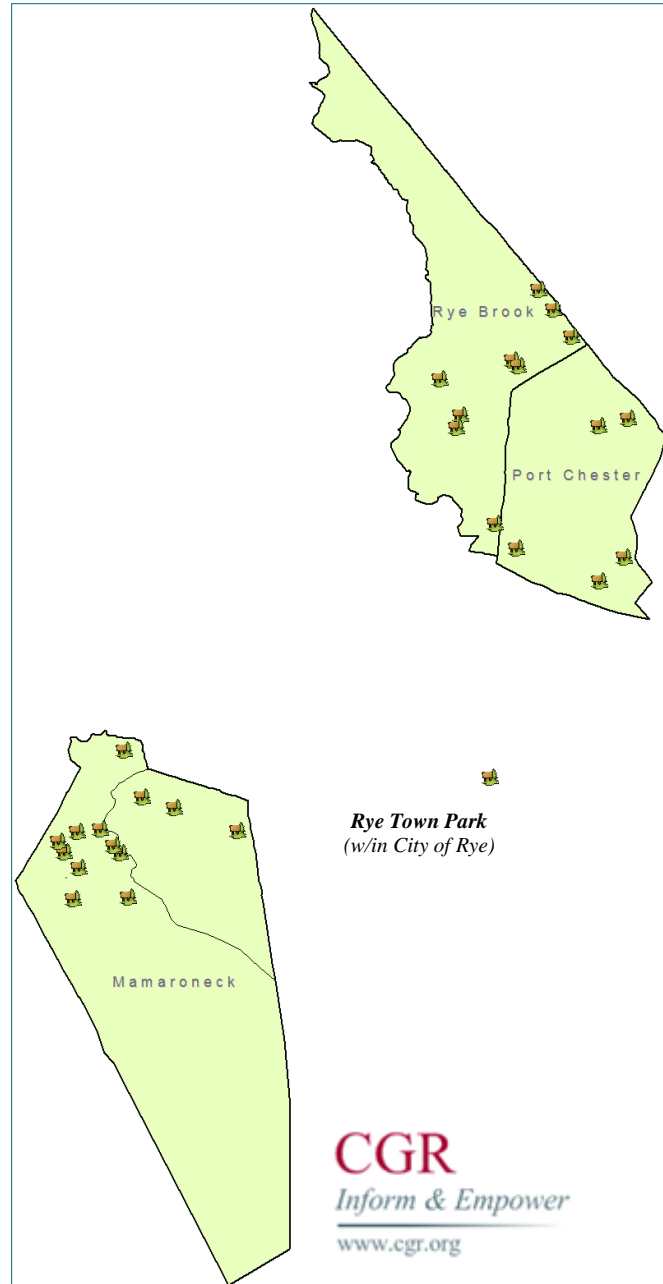 Rye Brook
Port Chester
Rye Town Park
(w/in City of Rye)
Mamaroneck
CGR
Inform & Empower
www.cgr.org